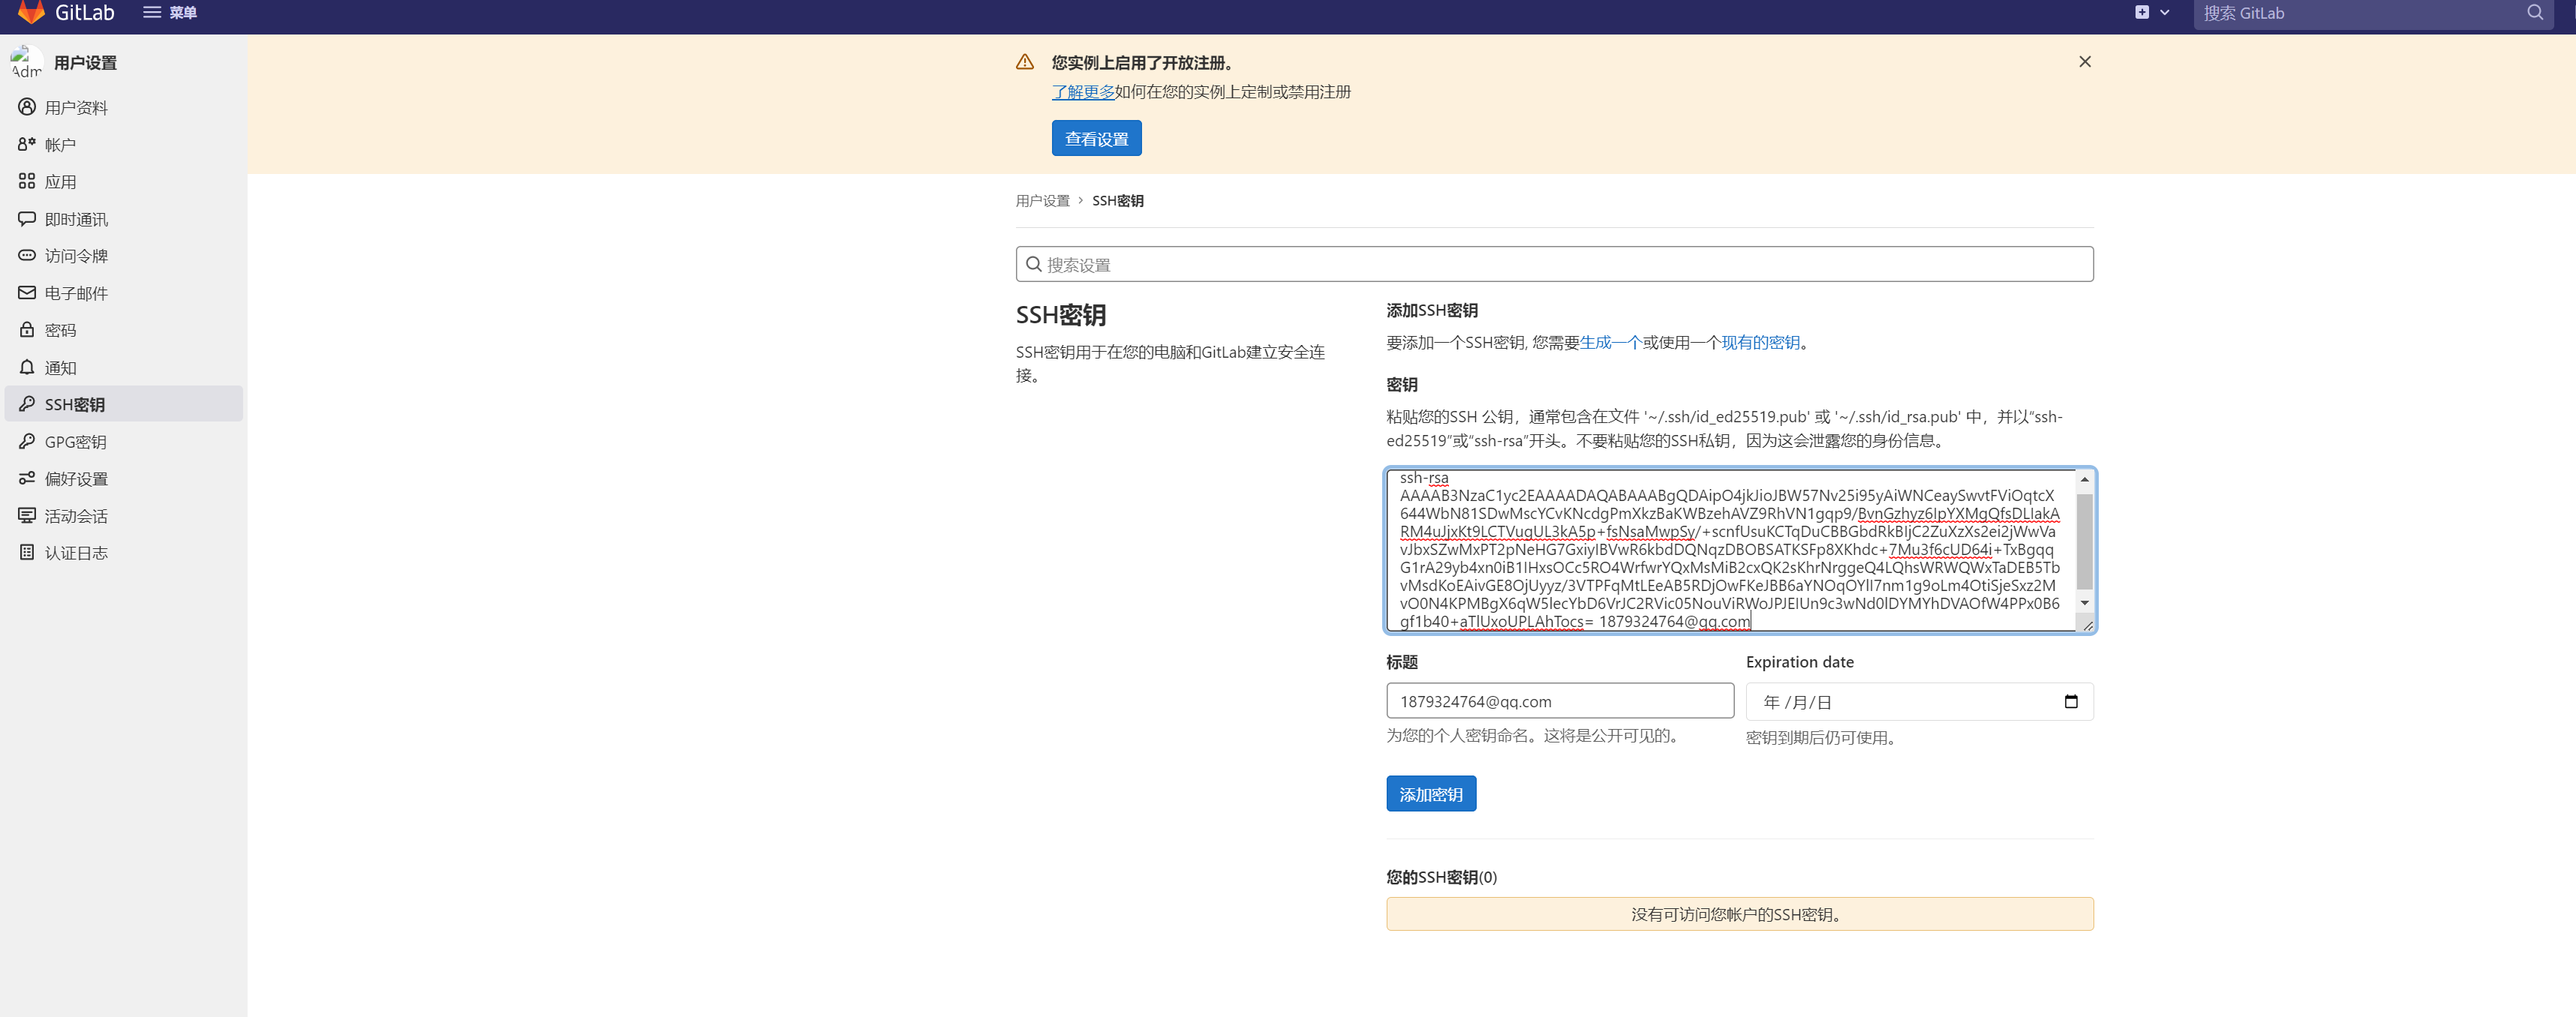 GitLab
菜单
搜索 GitLab
Adm
用户设置
用户资料
帐户
应用
即时通讯
访问令牌
电子邮件
密码
通知
SSH密钥
GPG密钥
偏好设置
活动会话
认证日志
您实例上启用了开放注册。
了解更多如何在您的实例上定制或禁用注册
查看设置
用户设置 › SSH密钥
搜索设置
SSH密钥
SSH密钥用于在您的电脑和GitLab建立安全连
接。
添加SSH密钥
要添加一个SSH密钥, 您需要生成一个或使用一个现有的密钥。
密钥
粘贴您的SSH 公钥，通常包含在文件 '~/.ssh/id_ed25519.pub' 或 '~/.ssh/id_rsa.pub' 中，并以“ssh-
ed25519”或“ssh-rsa”开头。不要粘贴您的SSH私钥，因为这会泄露您的身份信息。
ssh-rsa
AAAAB3NzaC1yc2EAAAADAQABAAABgQDAipO4jkJioJBW57Nv25i95yAiWNCeaySwvtFViOqtcX
644WbN81SDwMscYCvKNcdgPmXkzBaKWBzehAVZ9RhVN1gqp9/BvnGzhyz6IpYXMgQfsDLIakA
RM4uJjxKt9LCTVugUL3kA5p+fsNsaMwpSy/+scnfUsuKCTqDuCBBGbdRkBIjC2ZuXzXs2ei2jWwVa
vJbxSZwMxPT2pNeHG7GxiyIBVwR6kbdDQNqzDBOBSATKSFp8XKhdc+7Mu3f6cUD64i+TxBgqq
G1rA29yb4xn0iB1IHxsOCc5RO4WrfwrYQxMsMiB2cxQK2sKhrNrggeQ4LQhsWRWQWxTaDEB5Tb
vMsdKoEAivGE8OjUyyz/3VTPFqMtLEeAB5RDjOwFKeJBB6aYNOqOYlI7nm1g9oLm4OtiSjeSxz2M
vO0N4KPMBgX6qW5lecYbD6VrJC2RVic05NouViRWoJPJEIUn9c3wNd0lDYMYhDVAOfW4PPx0B6
gf1b40+aTlUxoUPLAhTocs= 1879324764@qq.com
标题
Expiration date
1879324764@qq.com
年 /月/日
为您的个人密钥命名。这将是公开可见的。
密钥到期后仍可使用。
添加密钥
您的SSH密钥(0)
没有可访问您帐户的SSH密钥。